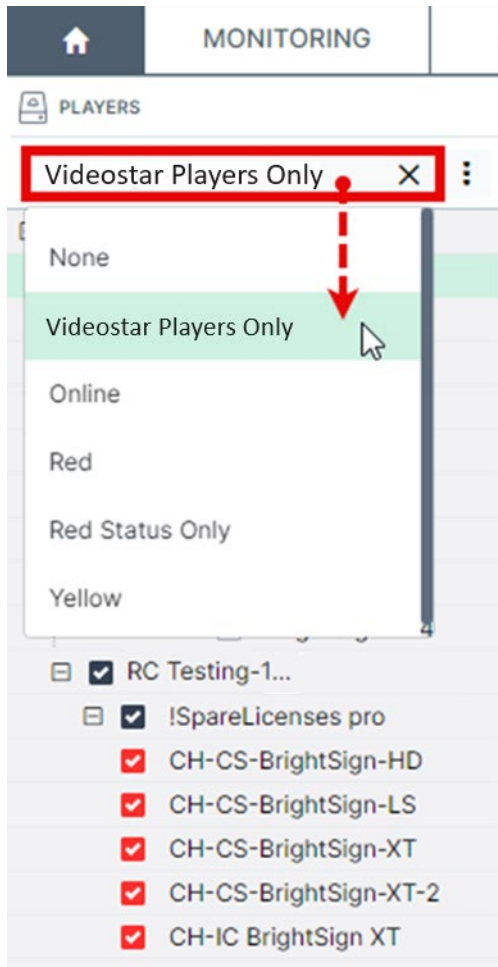 MONITORING
PLAYERS
Videostar Players Only
None
Videostar Players Only
Online
Red
Red Status Only
Yellow
4
RC Testing-1...
!SpareLicenses pro
CH-CS-BrightSign-HD
CH-CS-BrightSign-LS
CH-CS-BrightSign-XT
CH-CS-BrightSign-XT-2
CH-IC BrightSign XT